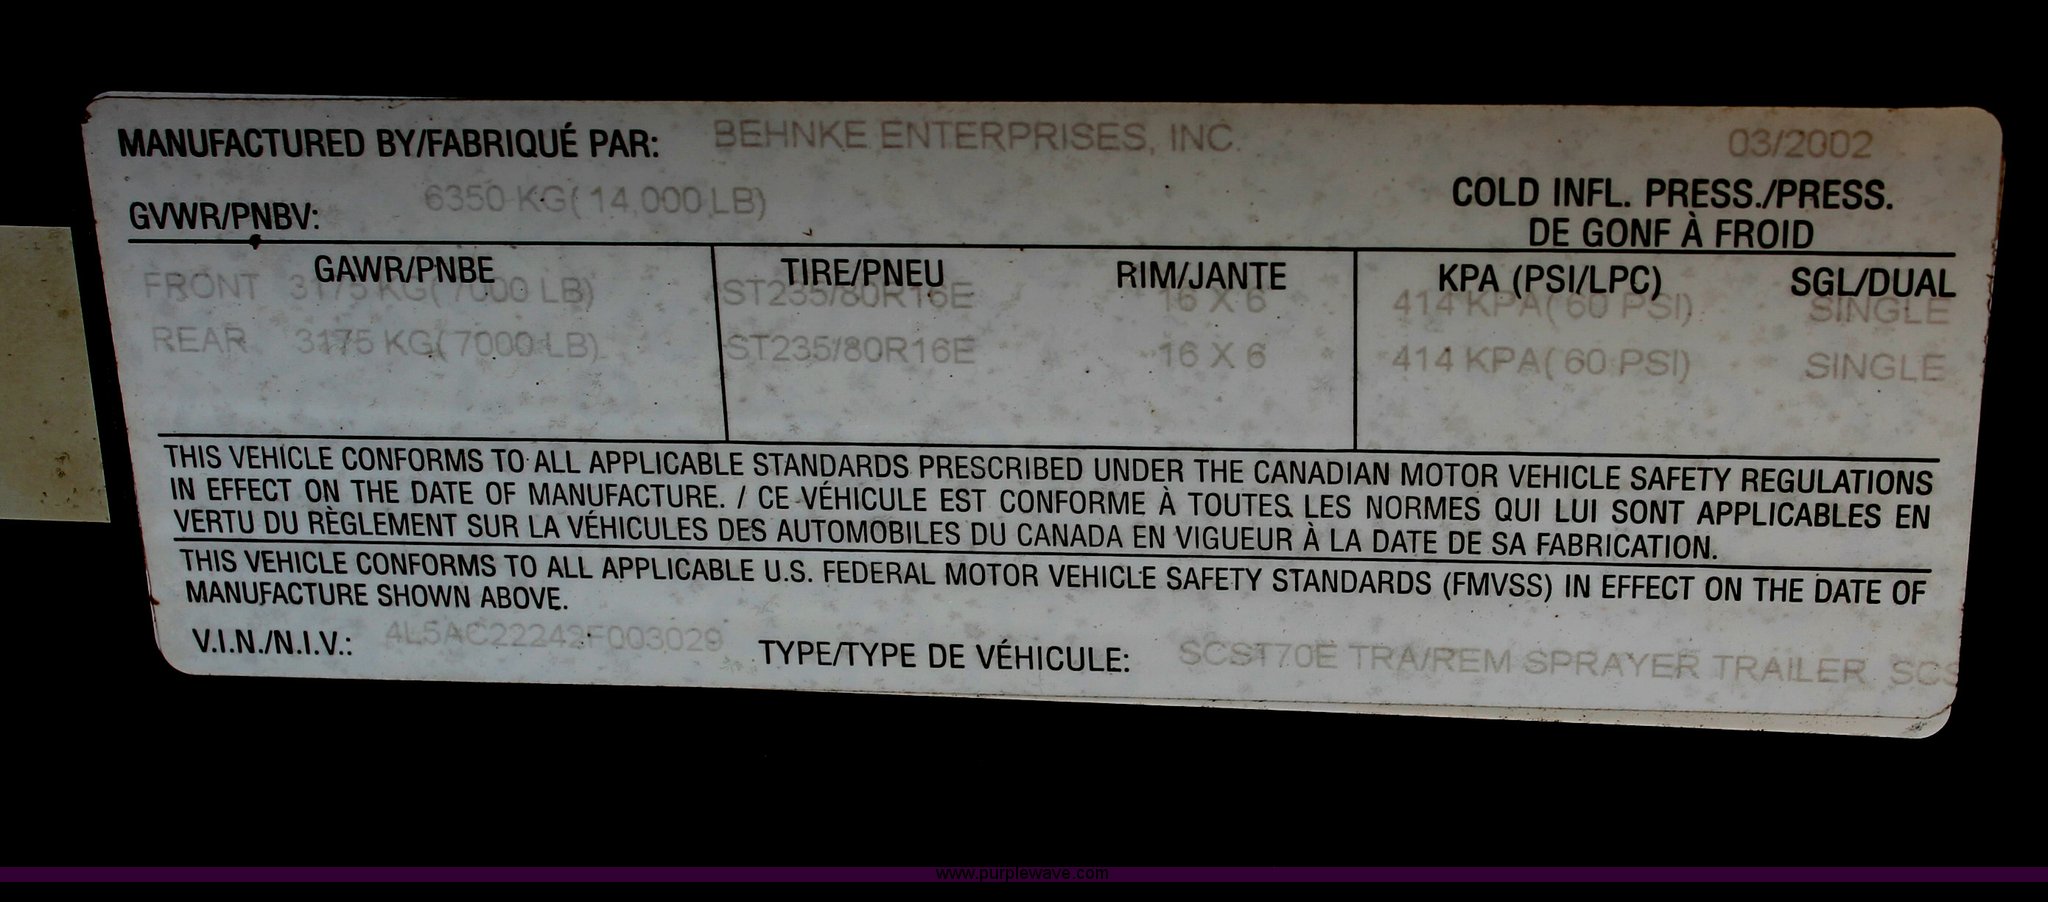 MANUFACTURED BY/FABRIQUÉ PAR: BEHNKE ENTERPRISES, INC. 03/2002
GVWR/PNBV: 6350 KG( 14,000 LB)
COLD INFL. PRESS./PRESS.
DE GONF À FROID
GAWR/PNBE TIRE/PNEU RIM/JANTE KPA (PSI/LPC) SGL/DUAL
FRONT 3175 KG( 7000 LB) ST235/80R16E 16 X 6 414 KPA( 60 PSI) SINGLE
REAR 3175 KG( 7000 LB) ST235/80R16E 16 X 6 414 KPA( 60 PSI) SINGLE
THIS VEHICLE CONFORMS TO ALL APPLICABLE STANDARDS PRESCRIBED UNDER THE CANADIAN MOTOR VEHICLE SAFETY REGULATIONS
IN EFFECT ON THE DATE OF MANUFACTURE. / CE VÉHICULE EST CONFORME À TOUTES LES NORMES QUI LUI SONT APPLICABLES EN
VERTU DU RÈGLEMENT SUR LA VÉHICULES DES AUTOMOBILES DU CANADA EN VIGUEUR À LA DATE DE SA FABRICATION.
THIS VEHICLE CONFORMS TO ALL APPLICABLE U.S. FEDERAL MOTOR VEHICLE SAFETY STANDARDS (FMVSS) IN EFFECT ON THE DATE OF
MANUFACTURE SHOWN ABOVE.
V.I.N./N.I.V.: 4L5AC22242F003029 TYPE/TYPE DE VÉHICULE: SCST70E TRA/REM SPRAYER TRAILER SCS
www.purplewave.com